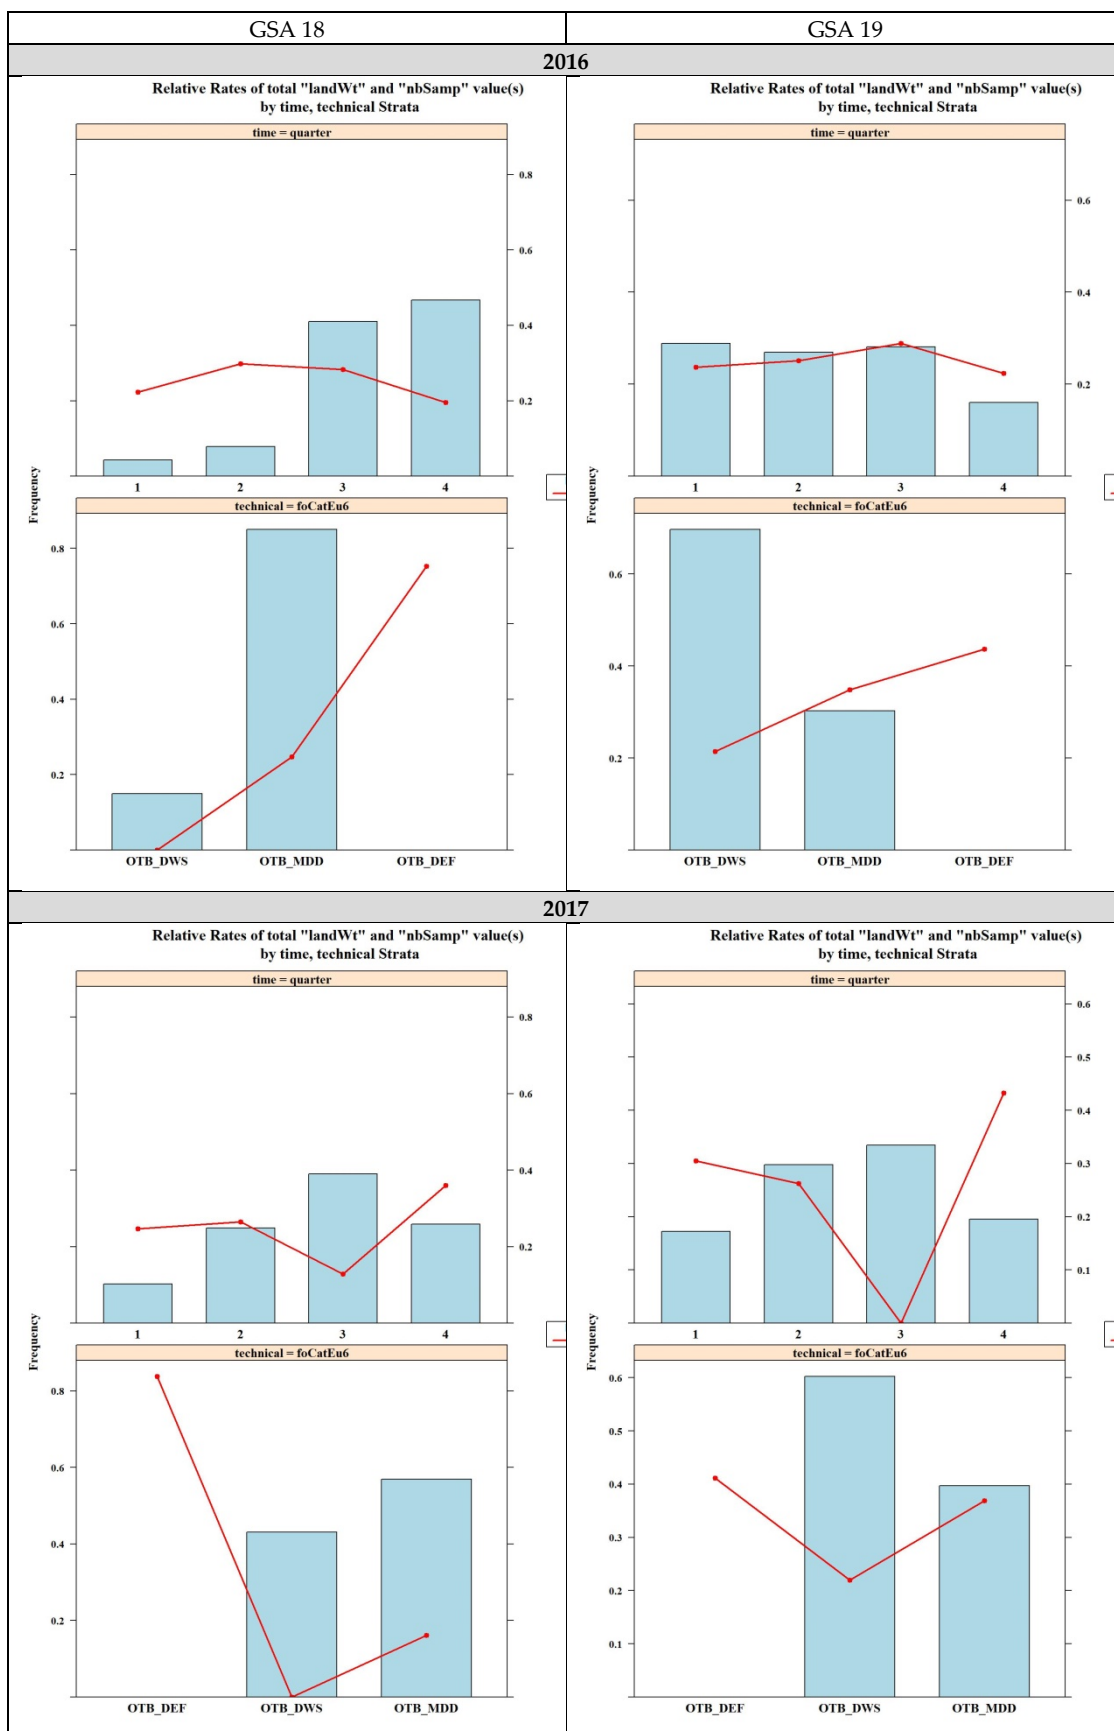 GSA 18
GSA 19
2016
Relative Rates of total "landWt" and "nbSamp" value(s)
by time, technical Strata
time = quarter
0.8
0.6
0.4
0.2
1 2 3 4
Frequency
technical = foCatEu6
0.8
0.6
0.4
0.2
OTB_DWS OTB_MDD OTB_DEF
Relative Rates of total "landWt" and "nbSamp" value(s)
by time, technical Strata
time = quarter
0.6
0.4
0.2
1 2 3 4
Frequency
technical = foCatEu6
0.6
0.4
0.2
OTB_DWS OTB_MDD OTB_DEF
2017
Relative Rates of total "landWt" and "nbSamp" value(s)
by time, technical Strata
time = quarter
0.8
0.6
0.4
0.2
1 2 3 4
Frequency
technical = foCatEu6
0.8
0.6
0.4
0.2
OTB_DEF OTB_DWS OTB_MDD
Relative Rates of total "landWt" and "nbSamp" value(s)
by time, technical Strata
time = quarter
0.6
0.5
0.4
0.3
0.2
0.1
1 2 3 4
Frequency
technical = foCatEu6
0.6
0.5
0.4
0.3
0.2
0.1
OTB_DEF OTB_DWS OTB_MDD